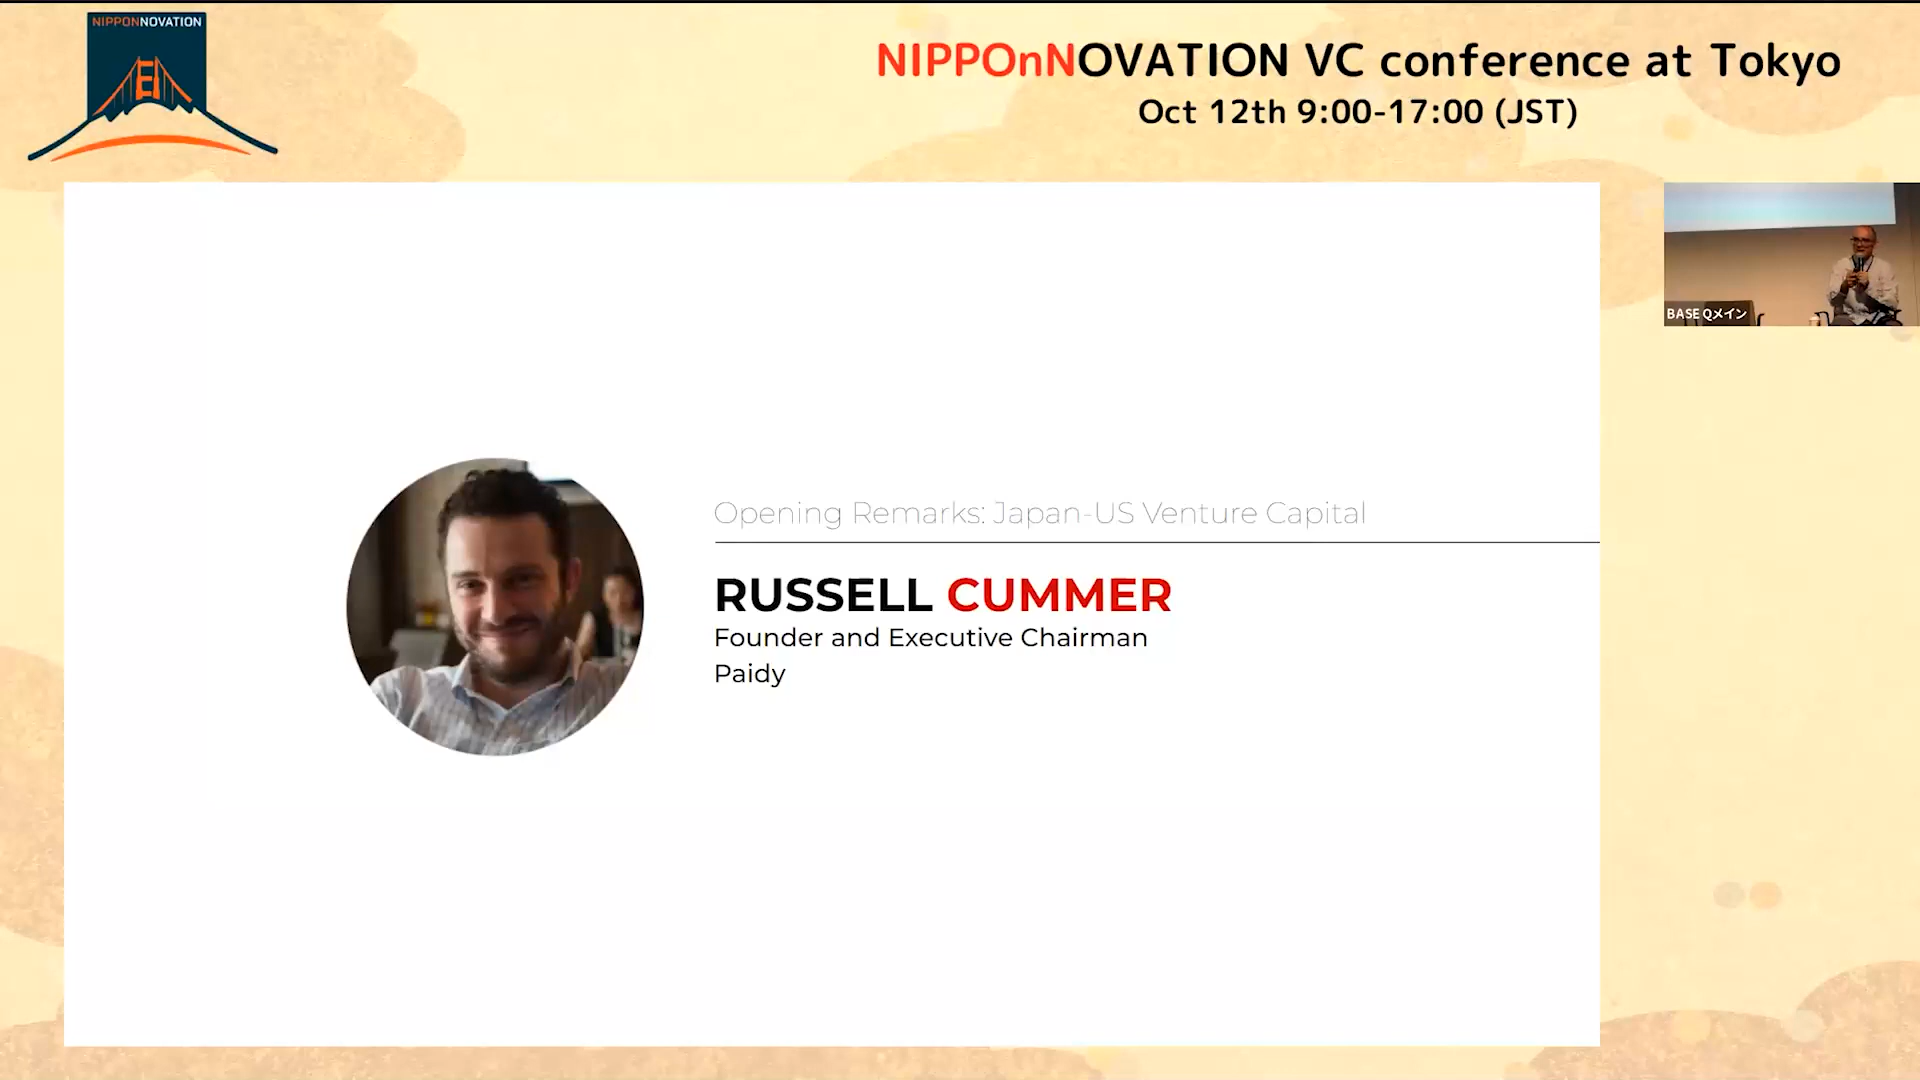 NIPPONNOVATION
NIPPOnNOVATION VC conference at Tokyo
Oct 12th 9:00-17:00 (JST)
BASE Qメイン
Opening Remarks: Japan-US Venture Capital
RUSSELL CUMMER
Founder and Executive Chairman
Paidy